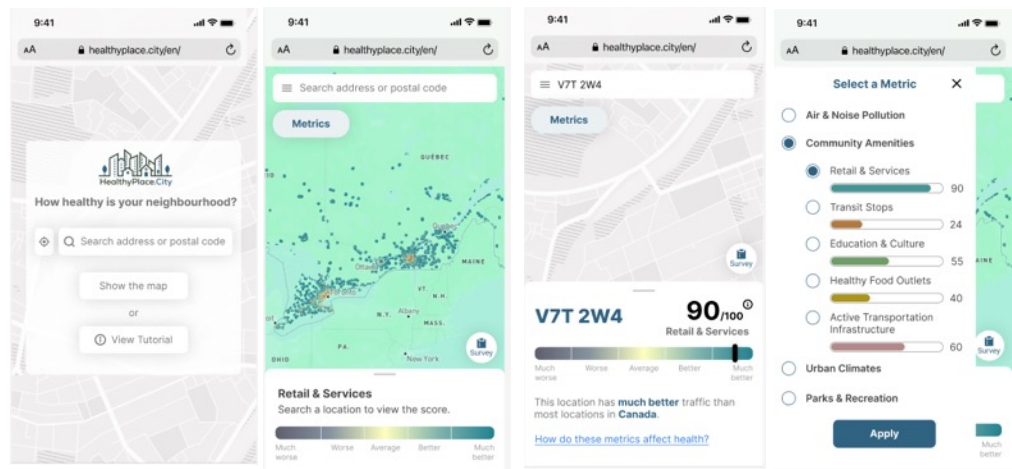 9:41
AA healthyplace.city/en/
HealthyPlace.City
How healthy is your neighbourhood?
Search address or postal code
Show the map
or
View Tutorial
9:41
AA healthyplace.city/en/
Search address or postal code
Metrics
QUÉBEC
Québec
Ottawa
MAINE
Toronto
VT.
N.H.
N.Y.
Albany
MASS.
PA.
OHIO
New York
Survey
Retail & Services
Search a location to view the score.
Much worse
Worse
Average
Better
Much better
9:41
AA healthyplace.city/en/
V7T 2W4
Metrics
Survey
V7T 2W4
90/100
Retail & Services
Much worse
Worse
Average
Better
Much better
This location has much better traffic than
most locations in Canada.
How do these metrics affect health?
9:41
AA healthyplace.city/en/
Select a Metric
Air & Noise Pollution
Community Amenities
Retail & Services
90
Transit Stops
24
Education & Culture
55
Healthy Food Outlets
40
Active Transportation
Infrastructure
60
Urban Climates
Parks & Recreation
Apply
AINE
Survey
Much
better